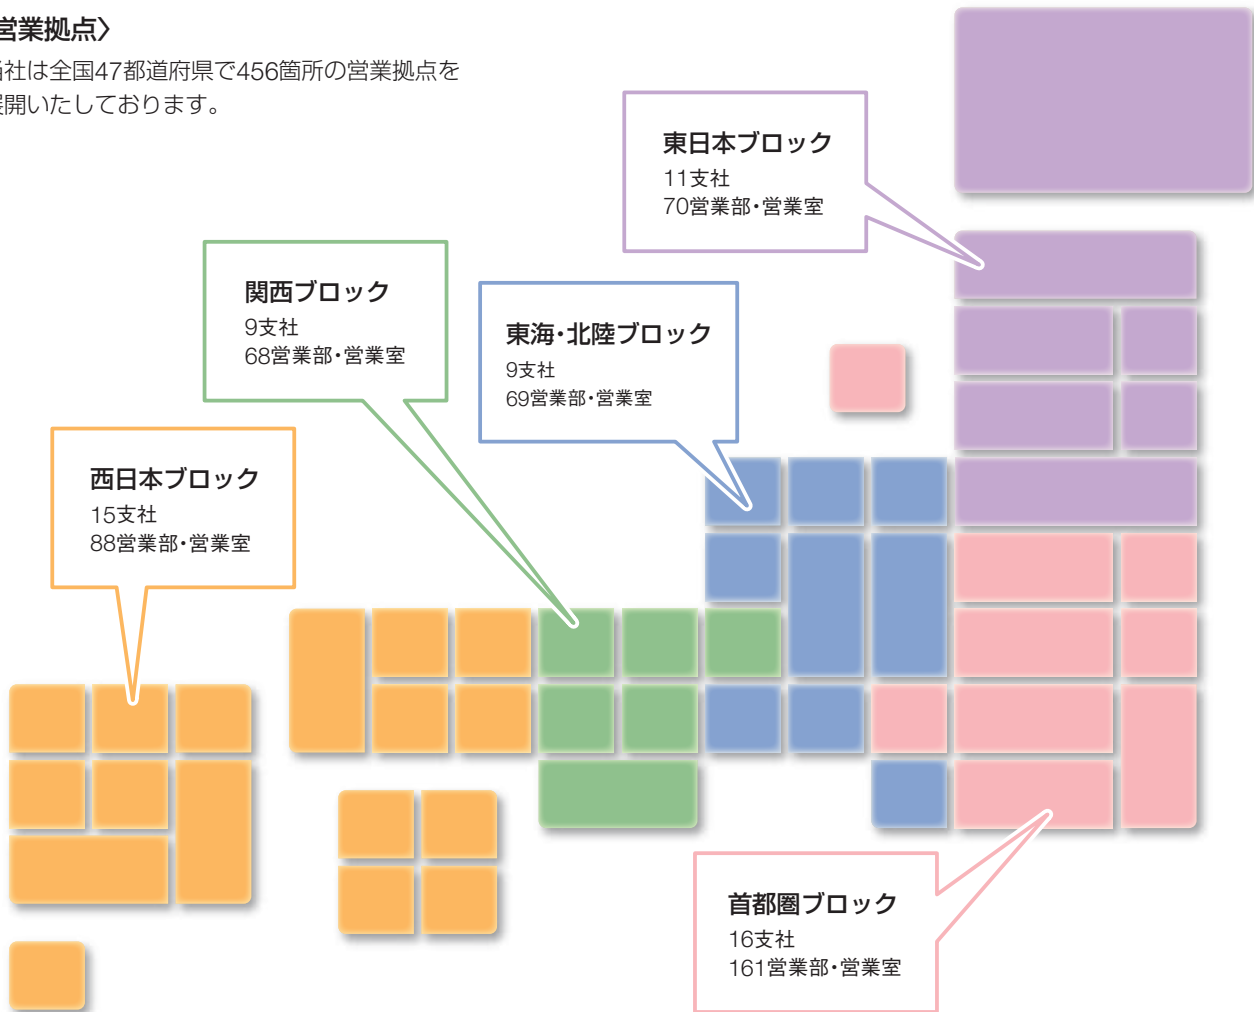 営業拠点〉
当社は全国47都道府県で456箇所の営業拠点を
展開いたしております。
東日本ブロック
11支社
70営業部・営業室
関西ブロック
9支社
68営業部・営業室
東海・北陸ブロック
9支社
69営業部・営業室
西日本ブロック
15支社
88営業部・営業室
首都圏ブロック
16支社
161営業部・営業室